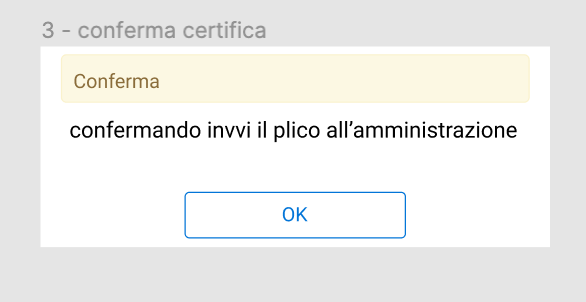 3 - conferma certifica
Conferma
confermando invvi il plico all’amministrazione
OK